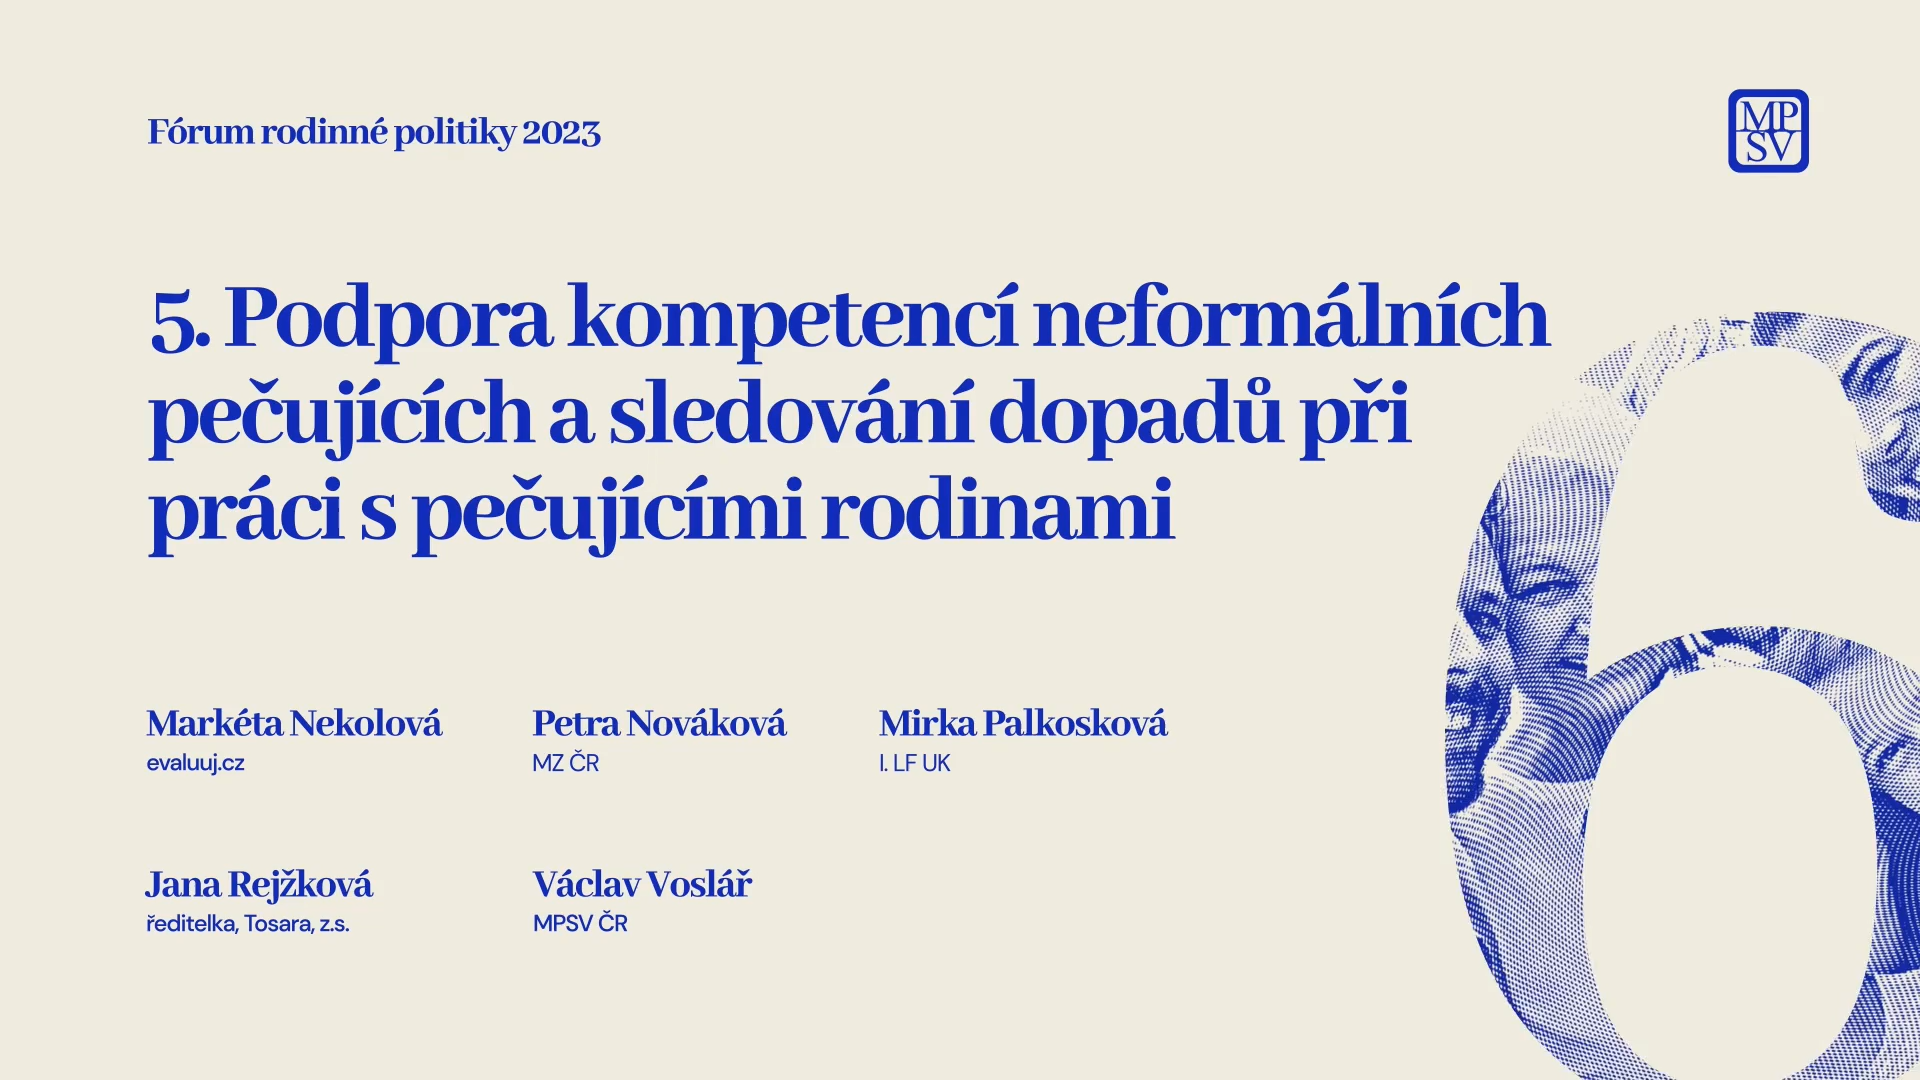 Fórum rodinné politiky 2023
MP
SV
5. Podpora kompetencí neformálních
pečujících a sledování dopadů při
práci s pečujícími rodinami
Markéta Nekolová
evaluuj.cz
Petra Nováková
MZ ČR
Mirka Palkosková
I. LF UK
Jana Rejžková
ředitelka, Tosara, z.s.
Václav Voslář
MPSV ČR
6